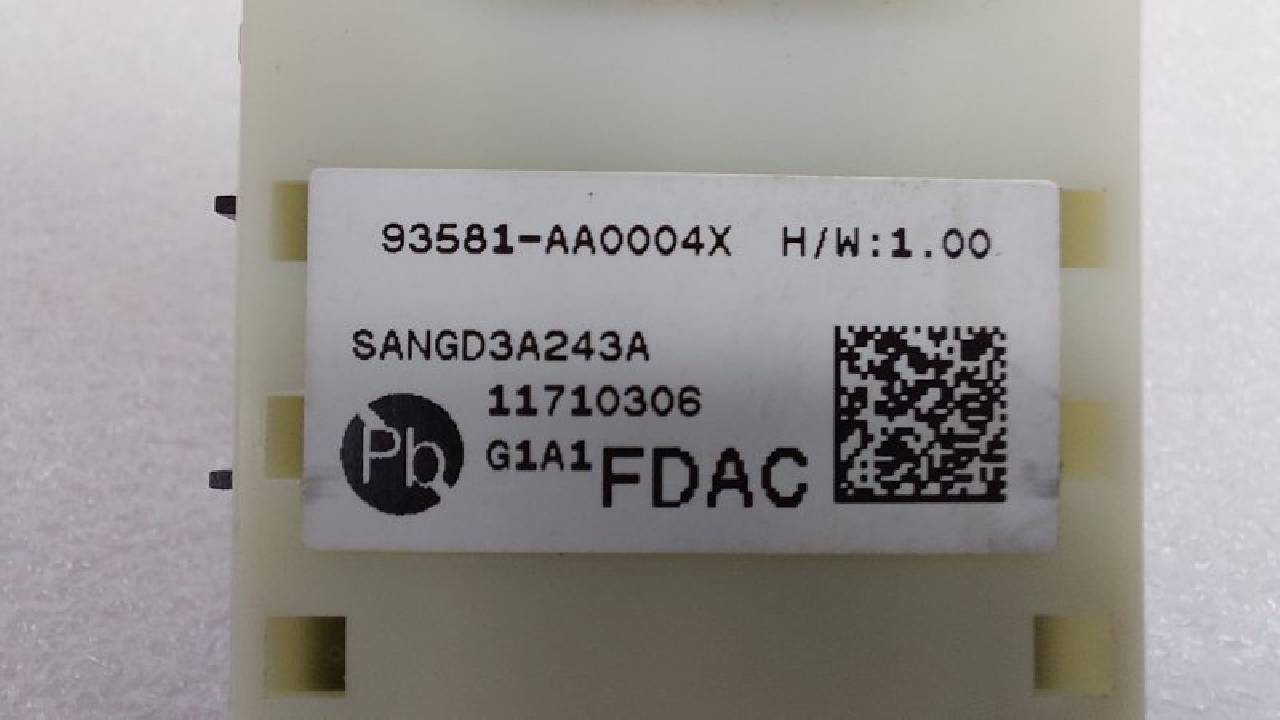 93581-AA0004X H/W:1.00
SANGD3A243A
11710306
Pb G1A1 FDAC